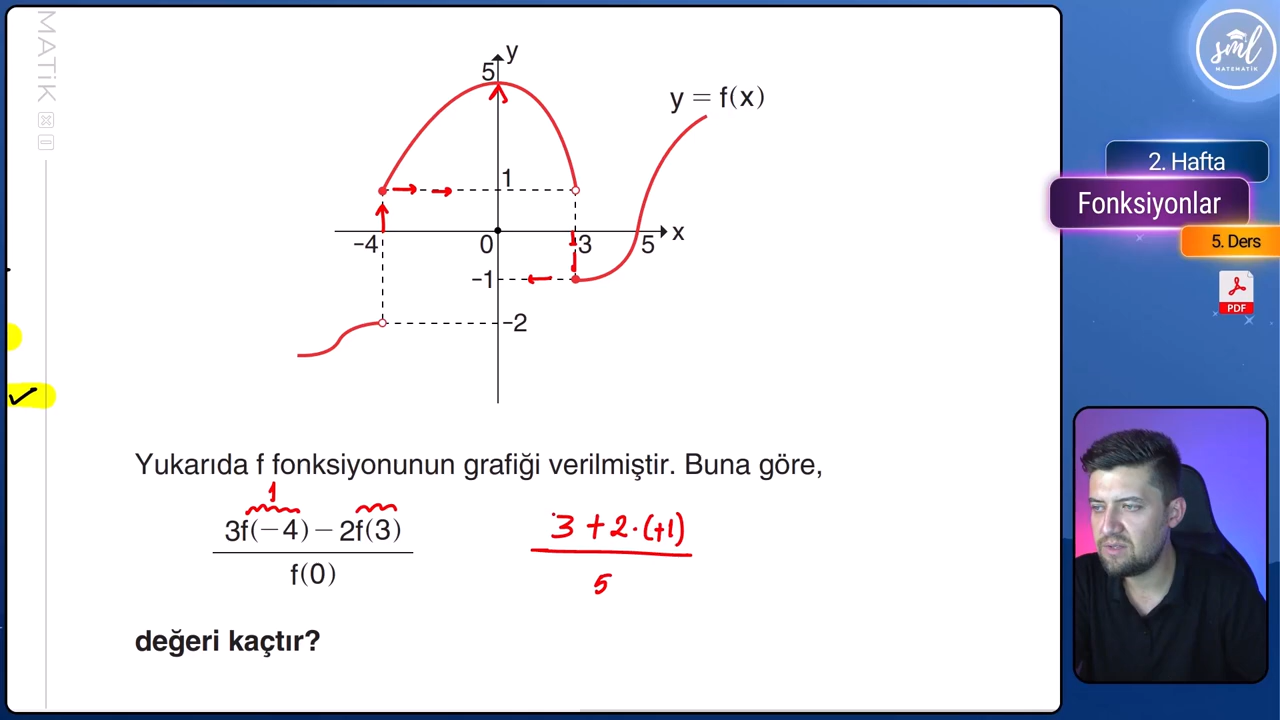 MATİK
5
y
y = f(x)
1
-4
0
3
5
x
-1
-2
Yukarıda f fonksiyonunun grafiği verilmiştir. Buna göre,
1
3f(-4) - 2f(3)
f(0)
3 + 2·(+1)
5
değeri kaçtır?
sml
MATEMATİK
2. Hafta
Fonksiyonlar
5. Ders
PDF